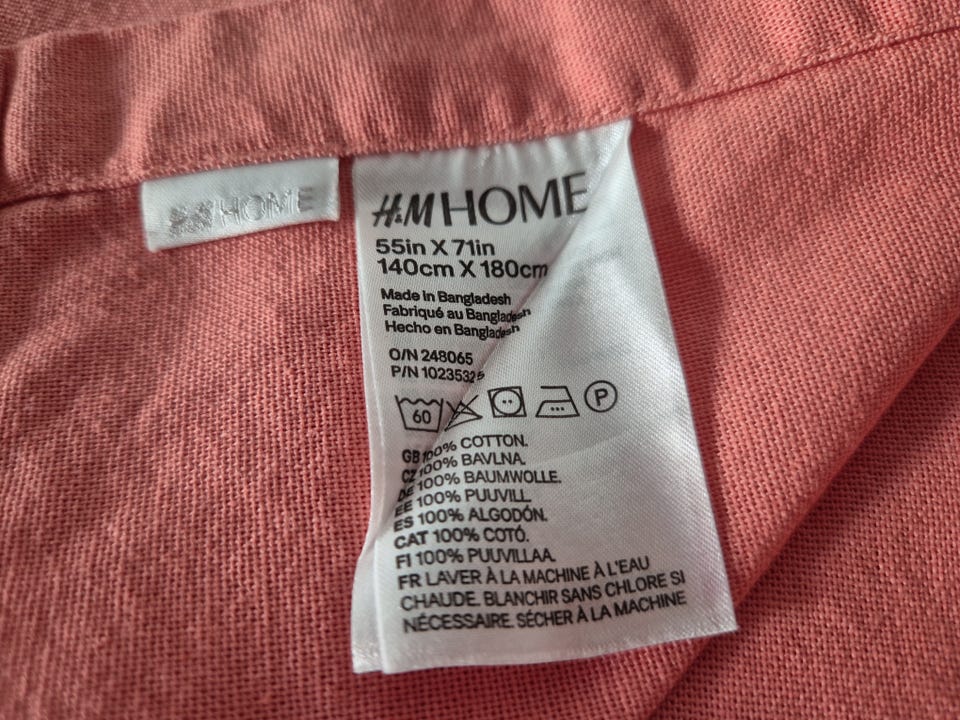 H&M HOME
H&M HOME
55in X 71in
140cm X 180cm
Made in Bangladesh
Fabriqué au Bangladesh
Hecho en Bangladesh
O/N 248065
P/N 1023532
60 P
GB 100% COTTON.
CZ 100% BAVLNA.
DE 100% BAUMWOLLE.
EE 100% PUUVILL.
ES 100% ALGODÓN.
CAT 100% COTÓ.
FI 100% PUUVILLAA.
FR LAVER À LA MACHINE À L'EAU
CHAUDE. BLANCHIR SANS CHLORE SI
NÉCESSAIRE. SÉCHER À LA MACHINE